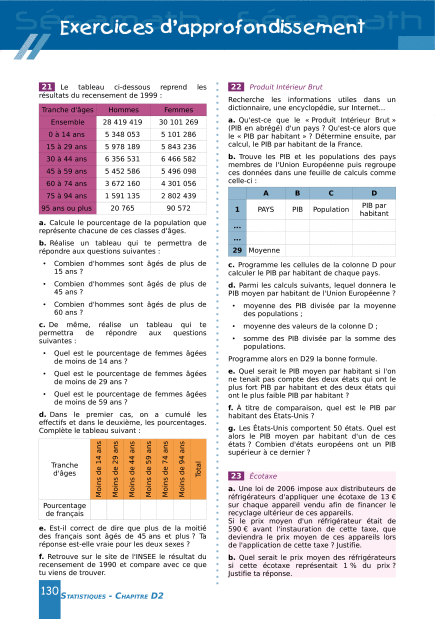 Exercices d'approfondissement
21 Le tableau ci-dessous reprend les
résultats du recensement de 1999 :
Tranche d'âges Hommes Femmes
Ensemble 28 419 419 30 101 269
0 à 14 ans 5 348 053 5 101 286
15 à 29 ans 5 978 189 5 843 236
30 à 44 ans 6 356 531 6 466 582
45 à 59 ans 5 452 586 5 496 098
60 à 74 ans 3 672 160 4 301 056
75 à 94 ans 1 591 135 2 802 439
95 ans ou plus 20 765 90 572
a. Calcule le pourcentage de la population que
représente chacune de ces classes d'âges.
b. Réalise un tableau qui te permettra de
répondre aux questions suivantes :
• Combien d'hommes sont âgés de plus de
15 ans ?
• Combien d'hommes sont âgés de plus de
45 ans ?
• Combien d'hommes sont âgés de plus de
60 ans ?
c. De même, réalise un tableau qui te
permettra de répondre aux questions
suivantes :
• Quel est le pourcentage de femmes âgées
de moins de 14 ans ?
• Quel est le pourcentage de femmes âgées
de moins de 29 ans ?
• Quel est le pourcentage de femmes âgées
de moins de 59 ans ?
d. Dans le premier cas, on a cumulé les
effectifs et dans le deuxième, les pourcentages.
Complète le tableau suivant :
Tranche
d'âges
Moins de 14 ans
Moins de 29 ans
Moins de 44 ans
Moins de 59 ans
Moins de 74 ans
Moins de 94 ans
Total
Pourcentage
de français
e. Est-il correct de dire que plus de la moitié
des français sont âgés de 45 ans et plus ? Ta
réponse est-elle vraie pour les deux sexes ?
f. Retrouve sur le site de l'INSEE le résultat du
recensement de 1990 et compare avec ce que
tu viens de trouver.
22 Produit Intérieur Brut
Recherche les informations utiles dans un
dictionnaire, une encyclopédie, sur Internet...
a. Qu'est-ce que le « Produit Intérieur Brut »
(PIB en abrégé) d'un pays ? Qu'est-ce alors que
le « PIB par habitant » ? Détermine ensuite, par
calcul, le PIB par habitant de la France.
b. Trouve les PIB et les populations des pays
membres de l'Union Européenne puis regroupe
ces données dans une feuille de calculs comme
celle-ci :
A B C D
1 PAYS PIB Population PIB par
habitant
...
...
29 Moyenne
c. Programme les cellules de la colonne D pour
calculer le PIB par habitant de chaque pays.
d. Parmi les calculs suivants, lequel donnera le
PIB moyen par habitant de l'Union Européenne ?
• moyenne des PIB divisée par la moyenne
des populations ;
• moyenne des valeurs de la colonne D ;
• somme des PIB divisée par la somme des
populations.
Programme alors en D29 la bonne formule.
e. Quel serait le PIB moyen par habitant si l'on
ne tenait pas compte des deux états qui ont le
plus fort PIB par habitant et des deux états qui
ont le plus faible PIB par habitant ?
f. À titre de comparaison, quel est le PIB par
habitant des États-Unis ?
g. Les États-Unis comportent 50 états. Quel est
alors le PIB moyen par habitant d'un de ces
états ? Combien d'états européens ont un PIB
supérieur à ce dernier ?
23 Écotaxe
a. Une loi de 2006 impose aux distributeurs de
réfrigérateurs d'appliquer une écotaxe de 13 €
sur chaque appareil vendu afin de financer le
recyclage ultérieur de ces appareils.
Si le prix moyen d'un réfrigérateur était de
590 € avant l'instauration de cette taxe, que
deviendra le prix moyen de ces appareils lors
de l'application de cette taxe ? Justifie.
b. Quel serait le prix moyen des réfrigérateurs
si cette écotaxe représentait 1 % du prix ?
Justifie ta réponse.
130 Statistiques - Chapitre D2